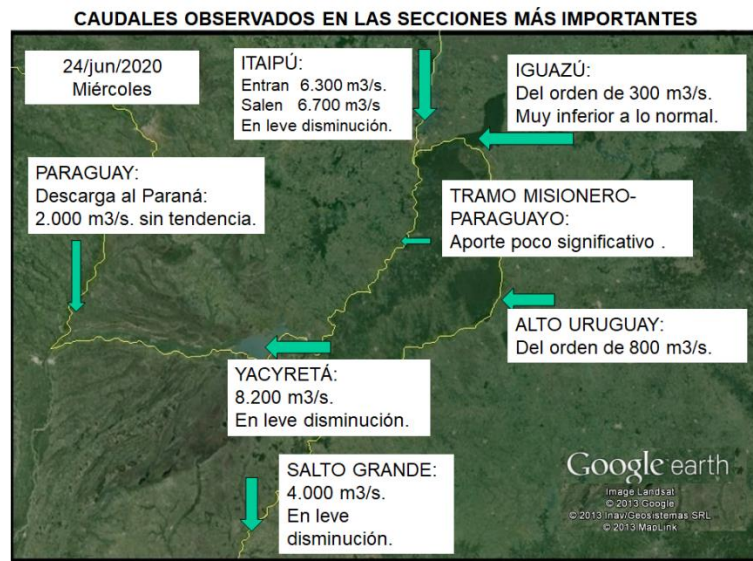 CAUDALES OBSERVADOS EN LAS SECCIONES MÁS IMPORTANTES
24/jun/2020
Miércoles
ITAIPÚ:
Entran 6.300 m3/s.
Salen 6.700 m3/s
En leve disminución.
IGUAZÚ:
Del orden de 300 m3/s.
Muy inferior a lo normal.
PARAGUAY:
Descarga al Paraná:
2.000 m3/s. sin tendencia.
TRAMO MISIONERO-
PARAGUAYO:
Aporte poco significativo .
ALTO URUGUAY:
Del orden de 800 m3/s.
YACYRETÁ:
8.200 m3/s.
En leve disminución.
SALTO GRANDE:
4.000 m3/s.
En leve
disminución.
Google earth
Image Landsat
© 2013 Google
© 2013 Inav/Geosistemas SRL
© 2013 MapLink